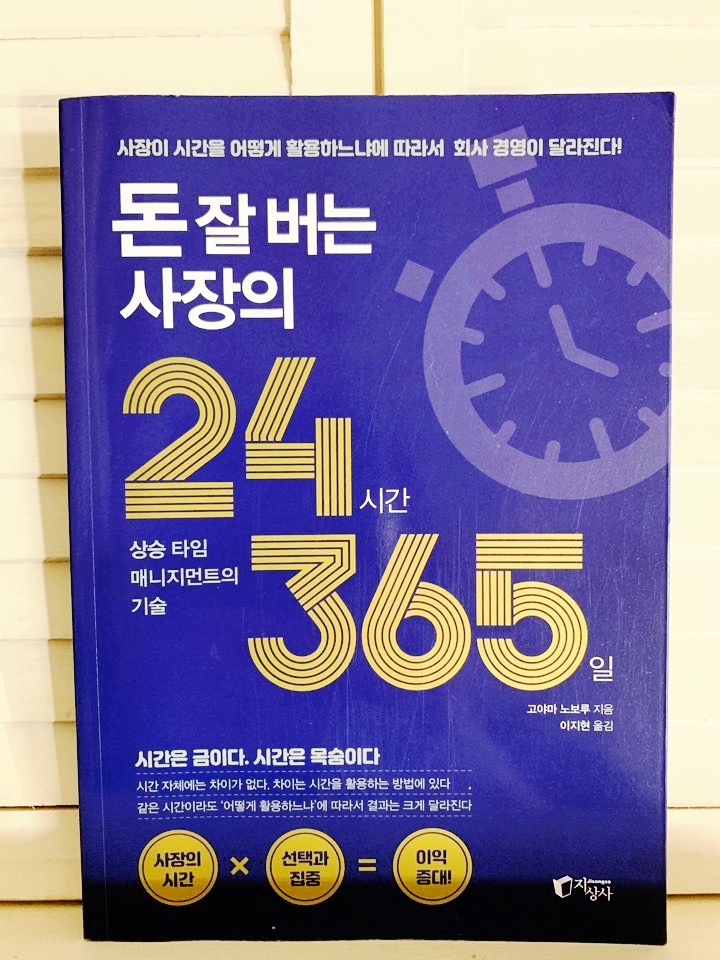 사장이 시간을 어떻게 활용하느냐에 따라서 회사 경영이 달라진다!
돈 잘 버는
사장의
24 시간
상승 타임
매니지먼트의
기술
365 일
고야마 노보루 지음
이지현 옮김
시간은 금이다. 시간은 목숨이다
시간 자체에는 차이가 없다. 차이는 시간을 활용하는 방법에 있다
같은 시간이라도 '어떻게 활용하느냐'에 따라서 결과는 크게 달라진다
사장의
시간
×
선택과
집중
=
이익
증대!
Jisangsa
지상사